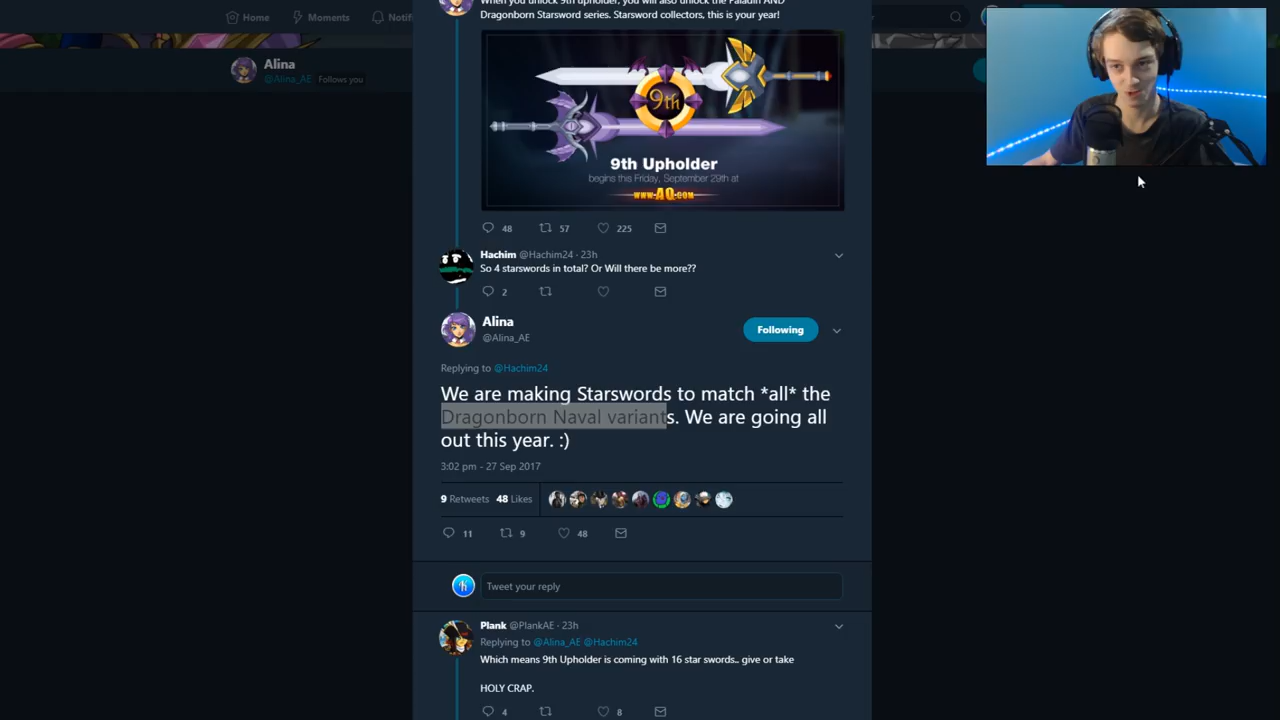 When you unlock 9th upholder, you will also unlock the Paladin AND
Dragonborn Starsword series. Starsword collectors, this is your year!
Home
Moments
Notif
Alina
@Alina_AE Follows you
9th
9th Upholder
begins this Friday, September 29th at
WWW.AQ.COM
48 57 225
Hachim @Hachim24 · 23h
So 4 starswords in total? Or Will there be more??
2
Alina
@Alina_AE
Following
Replying to @Hachim24
We are making Starswords to match *all* the
Dragonborn Naval variants. We are going all
out this year. :)
3:02 pm - 27 Sep 2017
9 Retweets 48 Likes
11 9 48
Tweet your reply
Plank @PlankAE · 23h
Replying to @Alina_AE @Hachim24
Which means 9th Upholder is coming with 16 star swords.. give or take
HOLY CRAP.
4 8